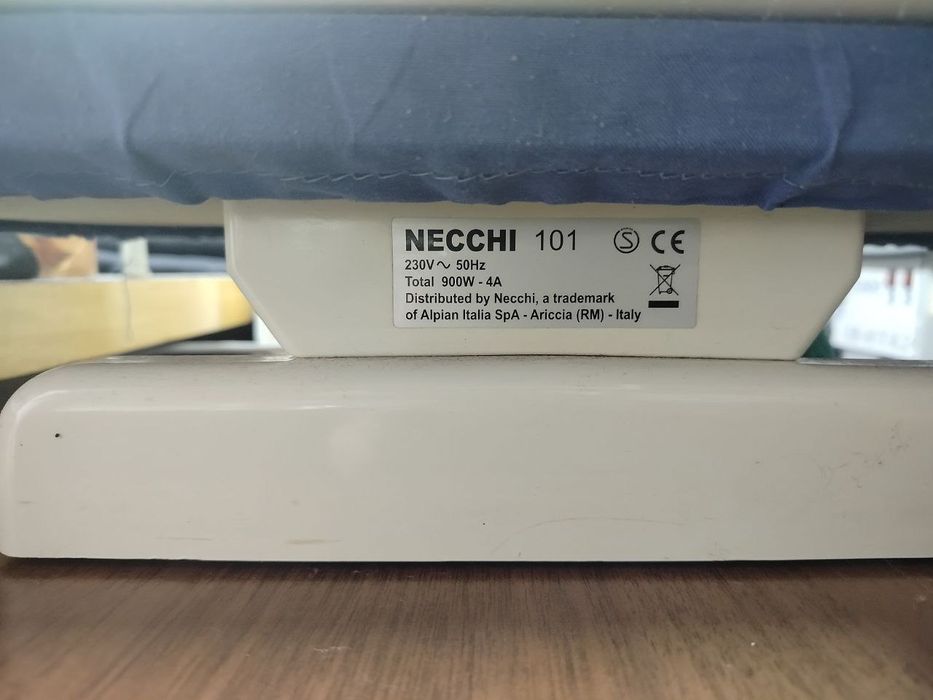 NECCHI 101
230V~ 50Hz
Total 900W - 4A
Distributed by Necchi, a trademark
of Alpian Italia SpA - Ariccia (RM) - Italy